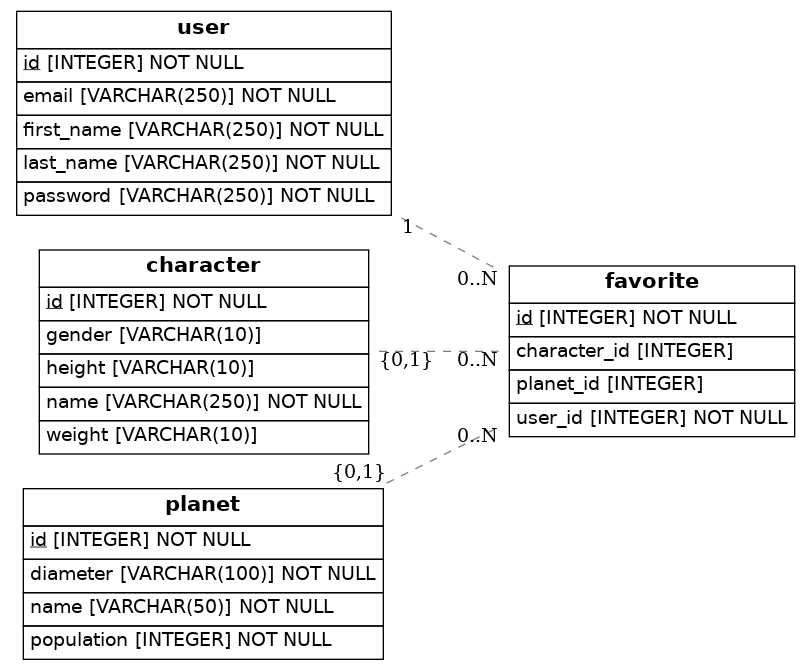 user
id [INTEGER] NOT NULL
email [VARCHAR(250)] NOT NULL
first_name [VARCHAR(250)] NOT NULL
last_name [VARCHAR(250)] NOT NULL
password [VARCHAR(250)] NOT NULL
1
0..N
character
id [INTEGER] NOT NULL
gender [VARCHAR(10)]
height [VARCHAR(10)]
name [VARCHAR(250)] NOT NULL
weight [VARCHAR(10)]
{0,1}
0..N
favorite
id [INTEGER] NOT NULL
character_id [INTEGER]
planet_id [INTEGER]
user_id [INTEGER] NOT NULL
0..N
{0,1}
planet
id [INTEGER] NOT NULL
diameter [VARCHAR(100)] NOT NULL
name [VARCHAR(50)] NOT NULL
population [INTEGER] NOT NULL